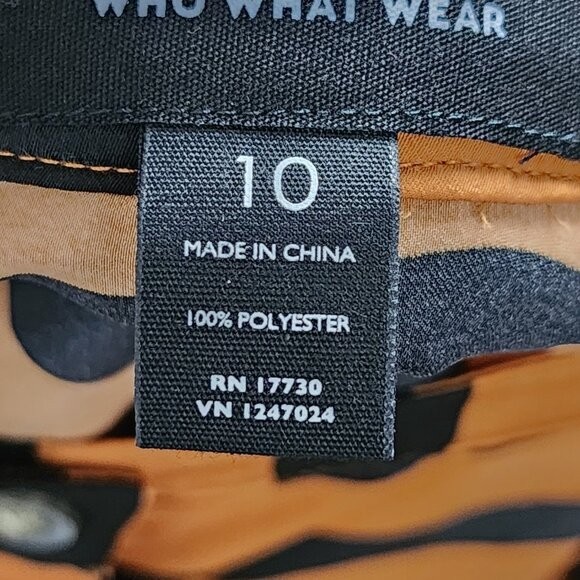 WHO WHAT WEAR
10
MADE IN CHINA
100% POLYESTER
RN 17730
VN 1247024